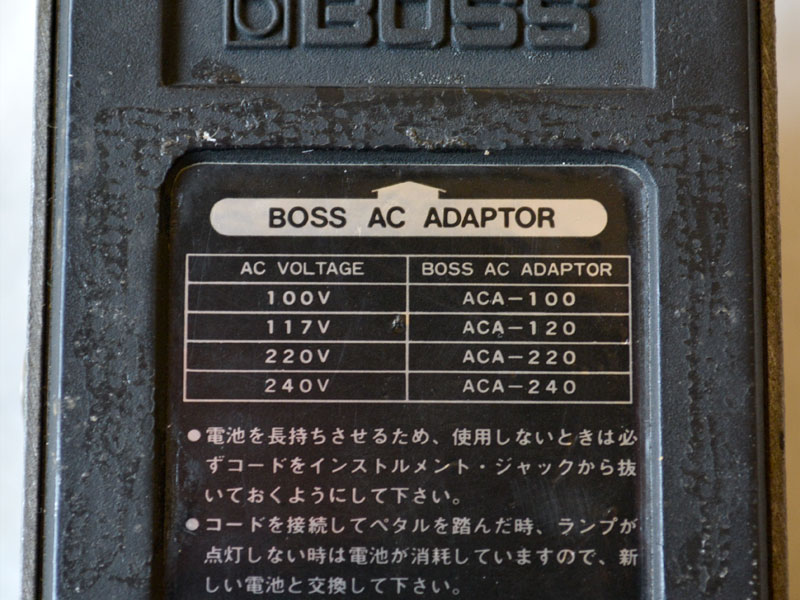 BOSS
BOSS AC ADAPTOR
AC VOLTAGE BOSS AC ADAPTOR
100V ACA-100
117V ACA-120
220V ACA-220
240V ACA-240
●電池を長持ちさせるため、使用しないときは必
ずコードをインストルメント・ジャックから抜
いておくようにして下さい。
●コードを接続してペタルを踏んだ時、ランプが
点灯しない時は電池が消耗していますので、新
しい電池と交換して下さい。